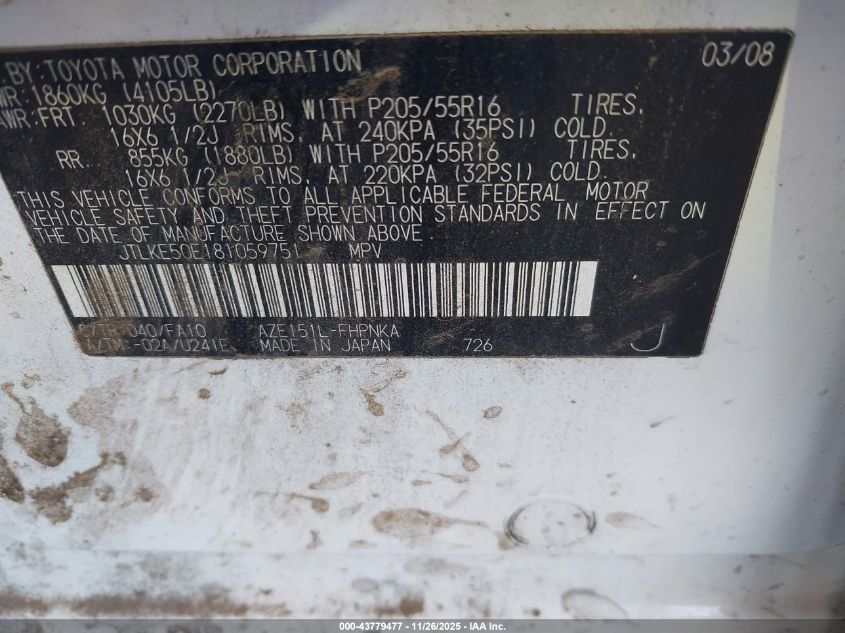 BY: TOYOTA MOTOR CORPORATION 03/08
WR: 1860KG (4105LB)
AWR: FRT 1030KG (2270LB) WITH P205/55R16 TIRES,
16X6 1/2J RIMS, AT 240KPA (35PSI) COLD.
RR. 855KG (1880LB) WITH P205/55R16 TIRES,
16X6 1/2J RIMS, AT 220KPA (32PSI) COLD.
THIS VEHICLE CONFORMS TO ALL APPLICABLE FEDERAL MOTOR
VEHICLE SAFETY AND THEFT PREVENTION STANDARDS IN EFFECT ON
THE DATE OF MANUFACTURE SHOWN ABOVE.
JTLKE50E181059751 MPV
C/TR: 040/FA10 AZE151L-FHPNKA
A/TM: -02A/U241E MADE IN JAPAN 726 J
000-43779477 - 11/26/2025 - IAA Inc.